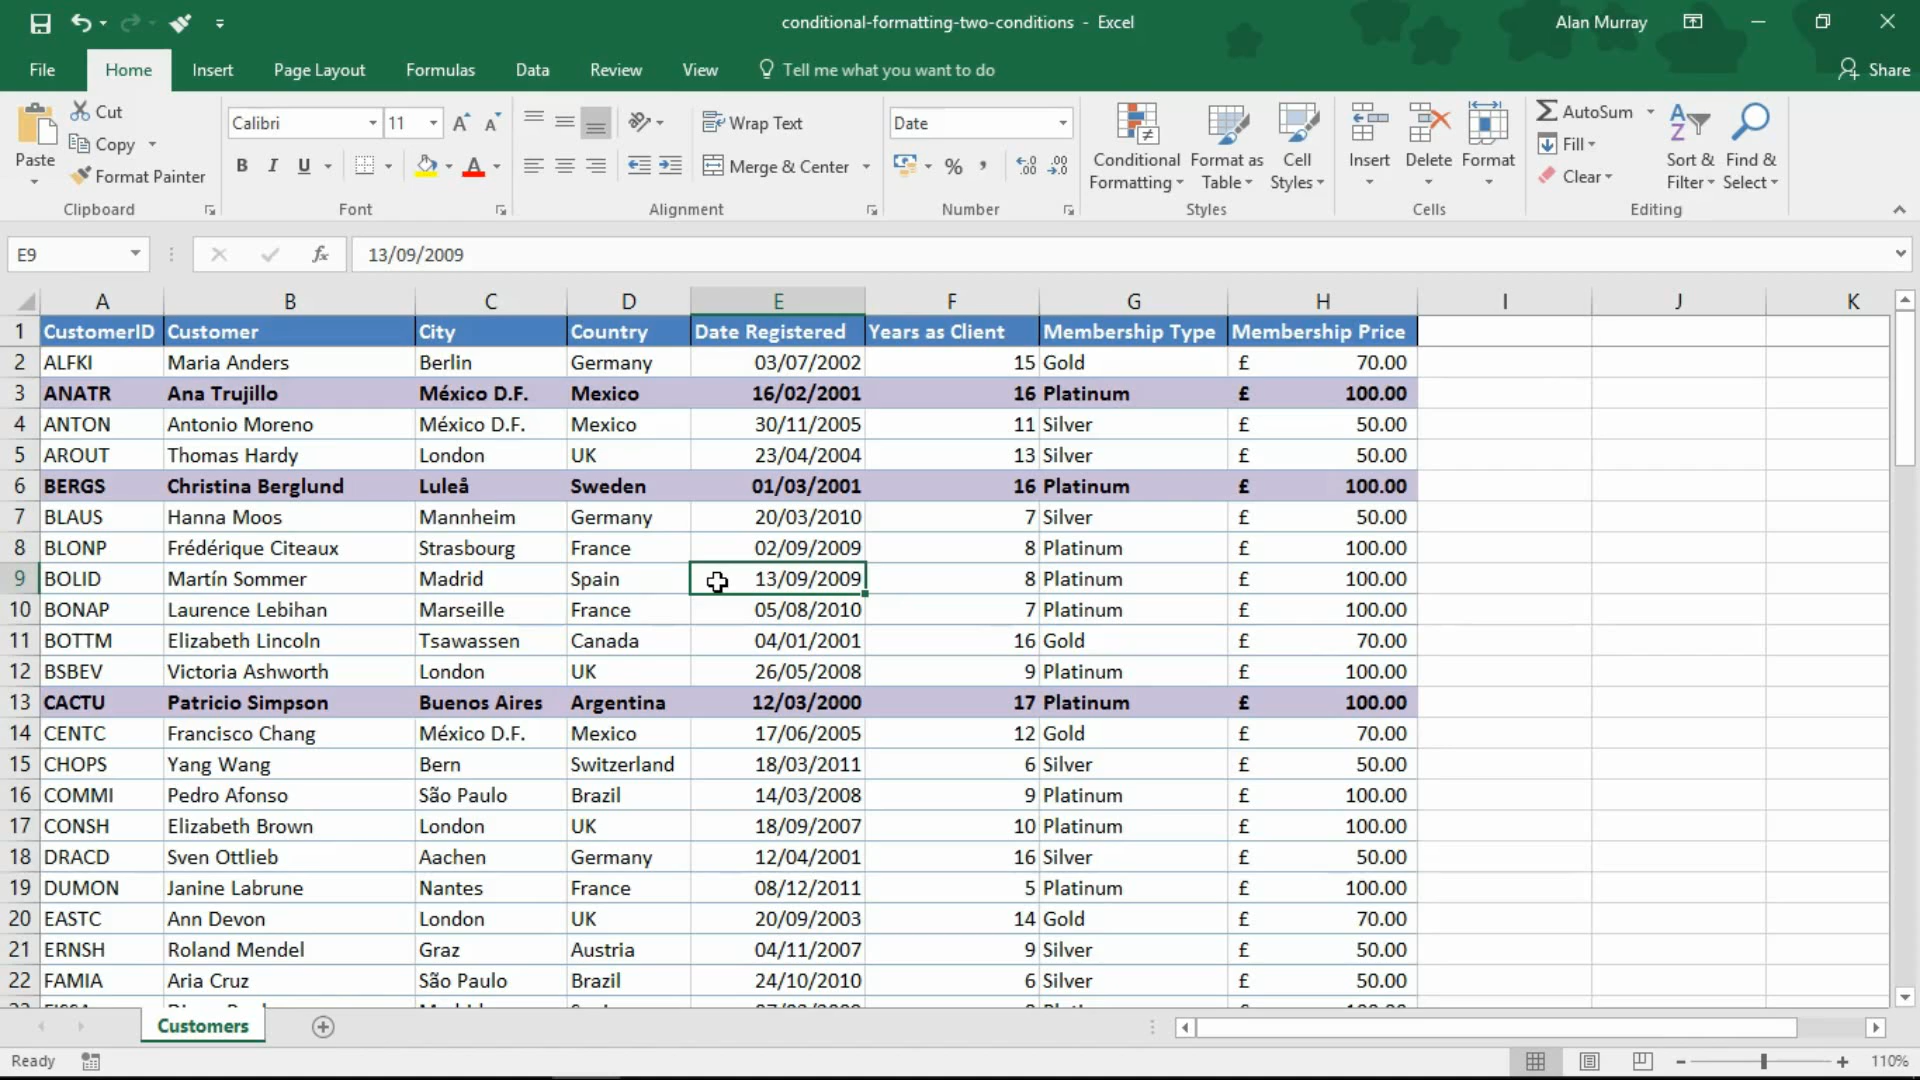 conditional-formatting-two-conditions - Excel
Alan Murray
File Home Insert Page Layout Formulas Data Review View Tell me what you want to do Share
Paste
Cut
Copy
Format Painter
Clipboard
Calibri 11
B I U
Font
Wrap Text
Merge & Center
Alignment
Date
%
Number
Conditional Formatting
Format as Table
Cell Styles
Styles
Insert
Delete
Format
Cells
AutoSum
Fill
Clear
Sort & Filter
Find & Select
Editing
E9 fx 13/09/2009
A B C D E F G H I J K
1 CustomerID Customer City Country Date Registered Years as Client Membership Type Membership Price
2 ALFKI Maria Anders Berlin Germany 03/07/2002 15 Gold £ 70.00
3 ANATR Ana Trujillo México D.F. Mexico 16/02/2001 16 Platinum £ 100.00
4 ANTON Antonio Moreno México D.F. Mexico 30/11/2005 11 Silver £ 50.00
5 AROUT Thomas Hardy London UK 23/04/2004 13 Silver £ 50.00
6 BERGS Christina Berglund Luleå Sweden 01/03/2001 16 Platinum £ 100.00
7 BLAUS Hanna Moos Mannheim Germany 20/03/2010 7 Silver £ 50.00
8 BLONP Frédérique Citeaux Strasbourg France 02/09/2009 8 Platinum £ 100.00
9 BOLID Martín Sommer Madrid Spain 13/09/2009 8 Platinum £ 100.00
10 BONAP Laurence Lebihan Marseille France 05/08/2010 7 Platinum £ 100.00
11 BOTTM Elizabeth Lincoln Tsawassen Canada 04/01/2001 16 Gold £ 70.00
12 BSBEV Victoria Ashworth London UK 26/05/2008 9 Platinum £ 100.00
13 CACTU Patricio Simpson Buenos Aires Argentina 12/03/2000 17 Platinum £ 100.00
14 CENTC Francisco Chang México D.F. Mexico 17/06/2005 12 Gold £ 70.00
15 CHOPS Yang Wang Bern Switzerland 18/03/2011 6 Silver £ 50.00
16 COMMI Pedro Afonso São Paulo Brazil 14/03/2008 9 Platinum £ 100.00
17 CONSH Elizabeth Brown London UK 18/09/2007 10 Platinum £ 100.00
18 DRACD Sven Ottlieb Aachen Germany 12/04/2001 16 Silver £ 50.00
19 DUMON Janine Labrune Nantes France 08/12/2011 5 Platinum £ 100.00
20 EASTC Ann Devon London UK 20/09/2003 14 Gold £ 70.00
21 ERNSH Roland Mendel Graz Austria 04/11/2007 9 Silver £ 50.00
22 FAMIA Aria Cruz São Paulo Brazil 24/10/2010 6 Silver £ 50.00
Customers
Ready
110%